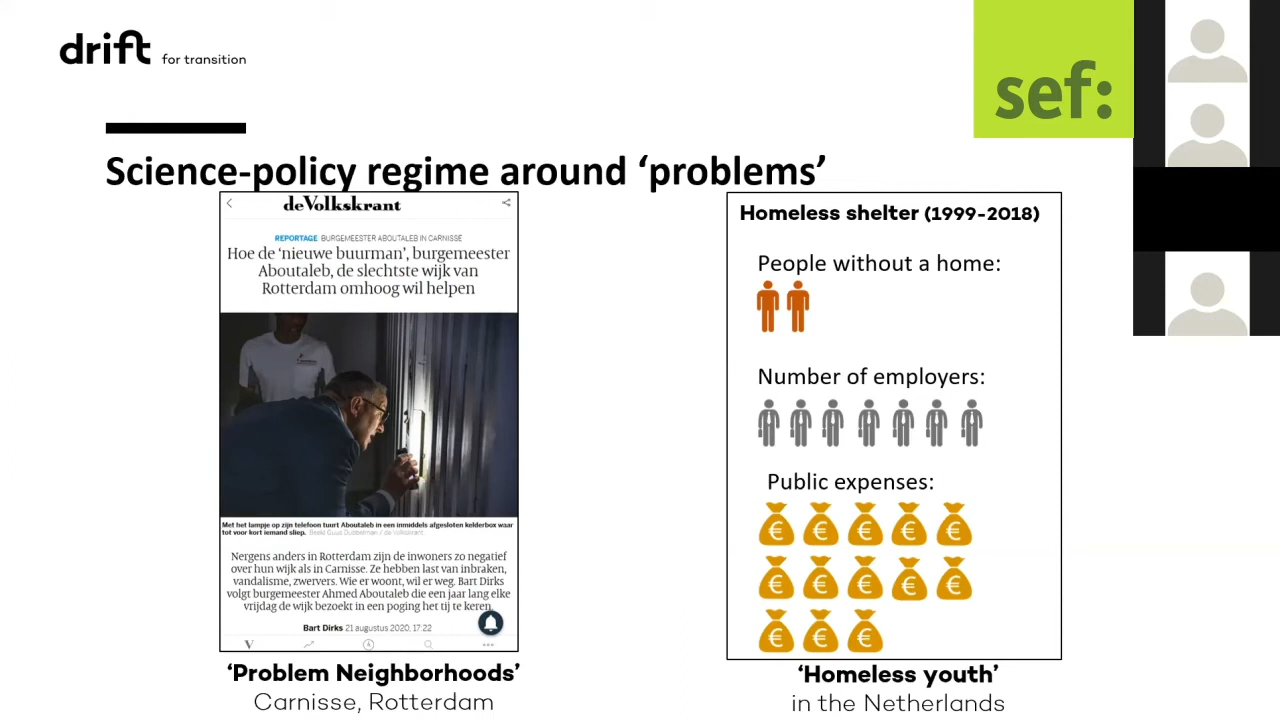 drift for transition
sef:
Science-policy regime around ‘problems’
deVolkskrant
REPORTAGE BURGEMEESTER ABOUTALEB IN CARNISSE
Hoe de ‘nieuwe buurman’, burgemeester
Aboutaleb, de slechtste wijk van
Rotterdam omhoog wil helpen
Met het lampje op zijn telefoon tuurt Aboutaleb in een inmiddels afgesloten kelderbox waar
tot voor kort iemand sliep. Beeld Guus Dubbelman / de Volkskrant
Nergens anders in Rotterdam zijn de inwoners zo negatief
over hun wijk als in Carnisse. Ze hebben last van inbraken,
vandalisme, zwervers. Wie er woont, wil er weg. Bart Dirks
volgt burgemeester Ahmed Aboutaleb die een jaar lang elke
vrijdag de wijk bezoekt in een poging het tij te keren.
Bart Dirks 21 augustus 2020, 17:22
V
‘Problem Neighborhoods’
Carnisse, Rotterdam
Homeless shelter (1999-2018)
People without a home:
Number of employers:
Public expenses:
€ € € € €
€ € € € €
€ € €
‘Homeless youth’
in the Netherlands